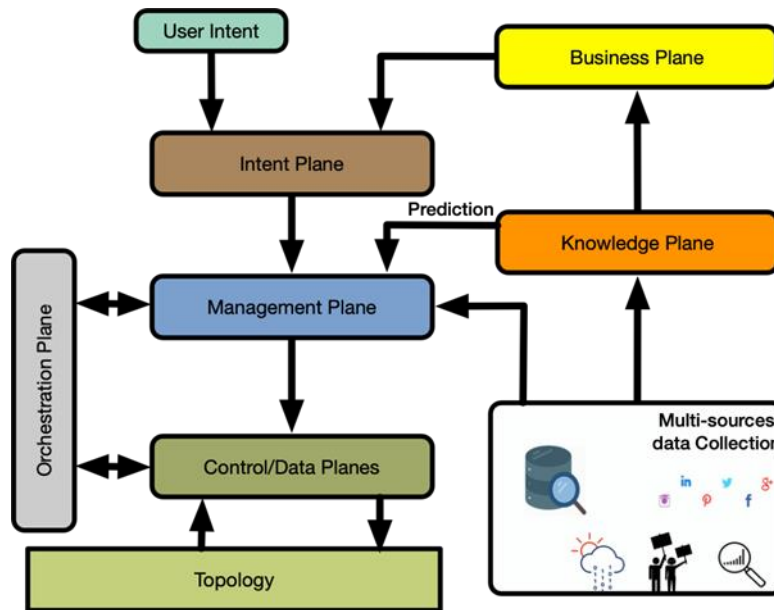 User Intent
Business Plane
Intent Plane
Prediction
Knowledge Plane
Orchestration Plane
Management Plane
Multi-sources
data Collection
Control/Data Planes
in
f
Topology